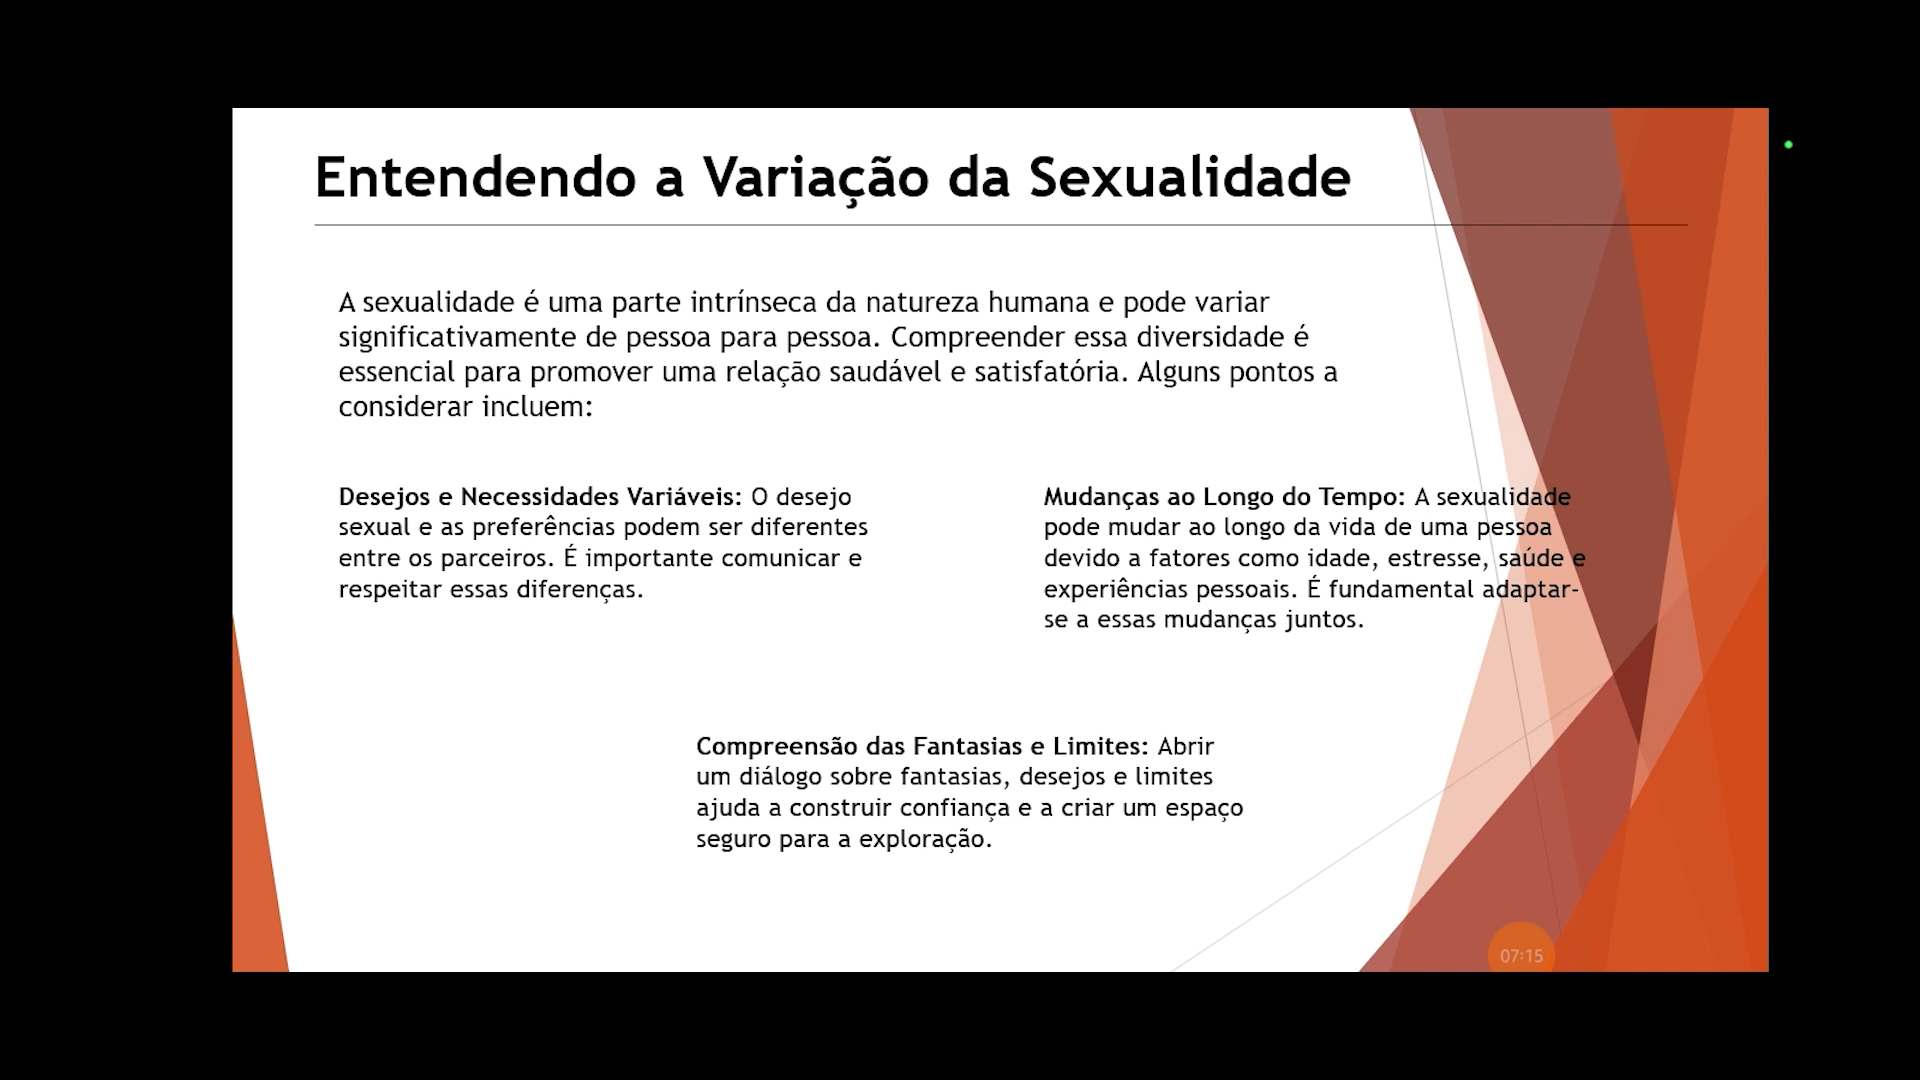 Entendendo a Variação da Sexualidade
A sexualidade é uma parte intrínseca da natureza humana e pode variar
significativamente de pessoa para pessoa. Compreender essa diversidade é
essencial para promover uma relação saudável e satisfatória. Alguns pontos a
considerar incluem:
Desejos e Necessidades Variáveis: O desejo
sexual e as preferências podem ser diferentes
entre os parceiros. É importante comunicar e
respeitar essas diferenças.
Mudanças ao Longo do Tempo: A sexualidade
pode mudar ao longo da vida de uma pessoa
devido a fatores como idade, estresse, saúde e
experiências pessoais. É fundamental adaptar-
se a essas mudanças juntos.
Compreensão das Fantasias e Limites: Abrir
um diálogo sobre fantasias, desejos e limites
ajuda a construir confiança e a criar um espaço
seguro para a exploração.
07:15